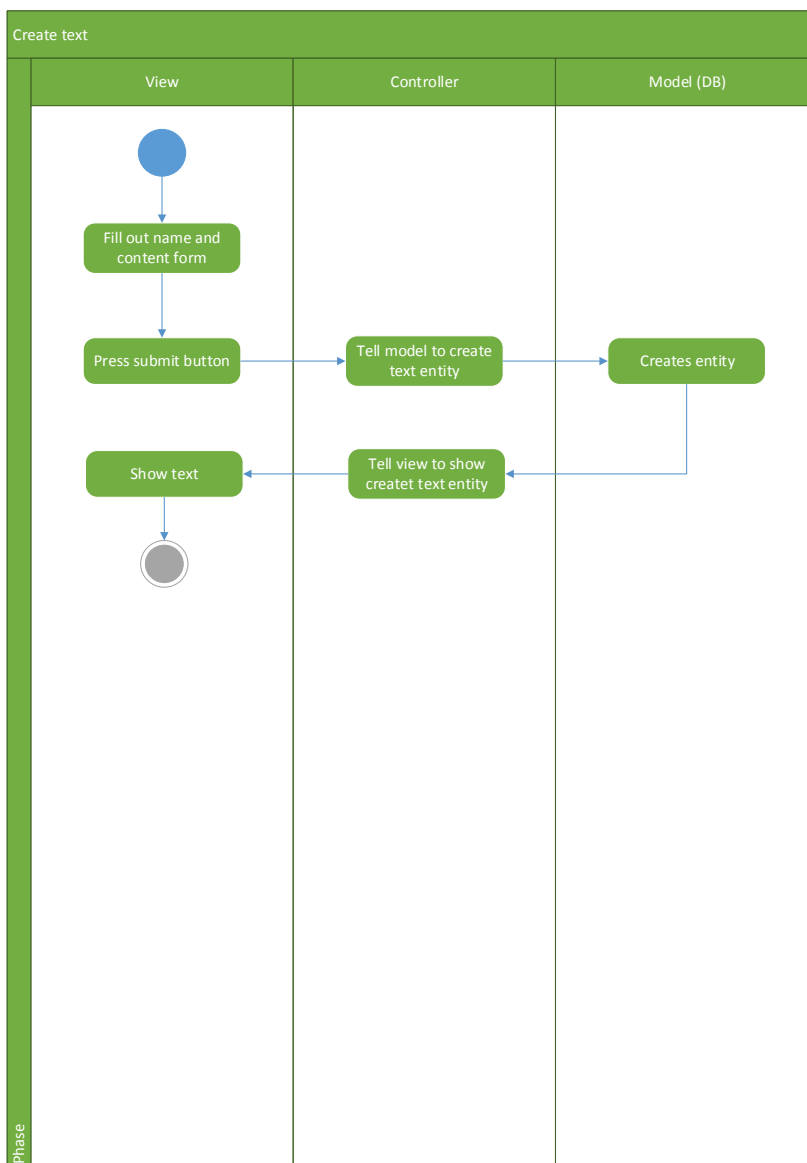 Create text
View
Controller
Model (DB)
Fill out name and
content form
Press submit button
Tell model to create
text entity
Creates entity
Show text
Tell view to show
createt text entity
Phase